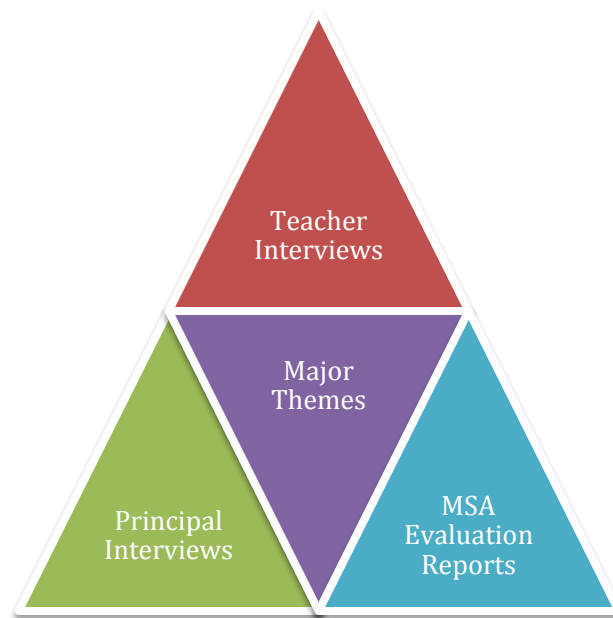 Teacher
Interviews
Major
Themes
Principal
Interviews
MSA
Evaluation
Reports